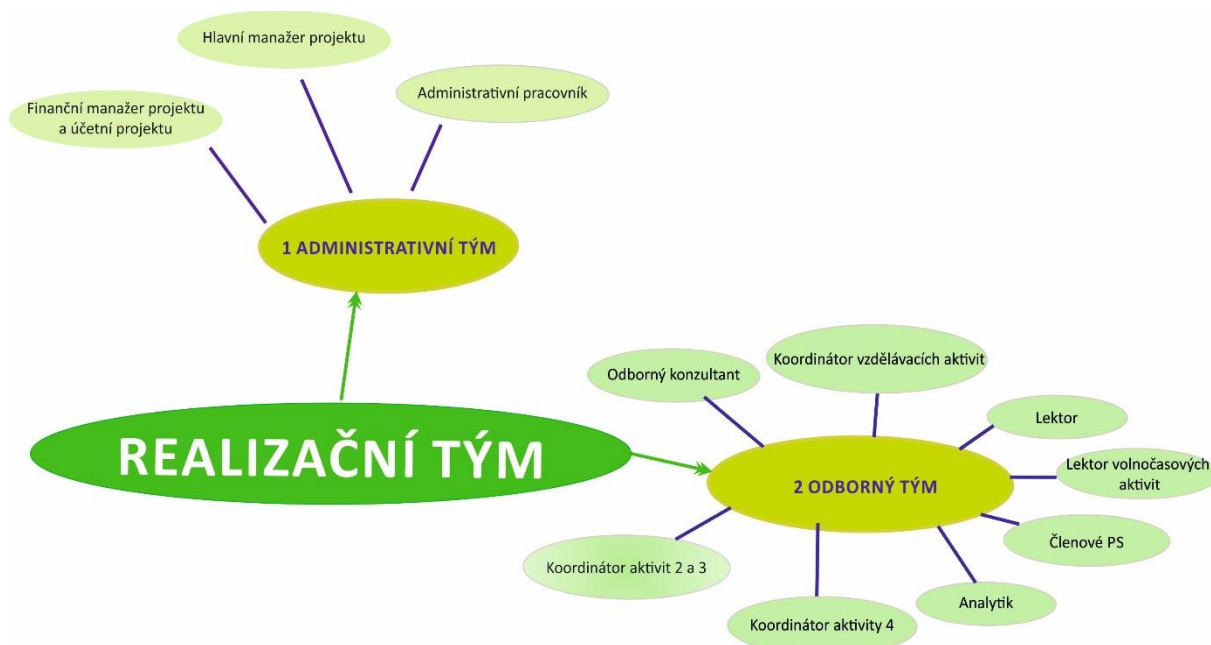 Hlavní manažer projektu
Finanční manažer projektu
a účetní projektu
Administrativní pracovník
1 ADMINISTRATIVNÍ TÝM
REALIZAČNÍ TÝM
Odborný konzultant
Koordinátor vzdělávacích aktivit
Lektor
Lektor volnočasových
aktivit
2 ODBORNÝ TÝM
Členové PS
Koordinátor aktivit 2 a 3
Analytik
Koordinátor aktivity 4